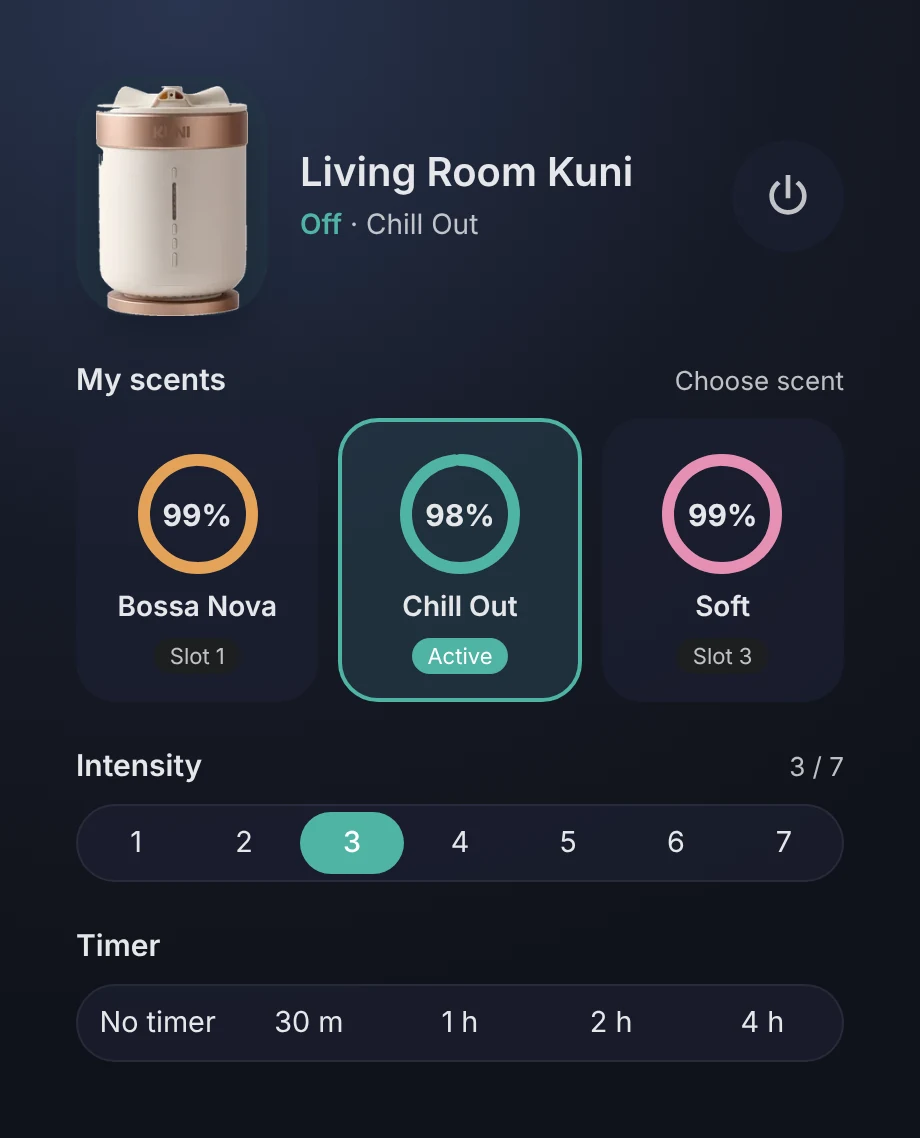 KUNI
Living Room Kuni
Off · Chill Out
My scents
Choose scent
99%
98%
99%
Bossa Nova
Chill Out
Soft
Slot 1
Active
Slot 3
Intensity
3 / 7
1 2 3 4 5 6 7
Timer
No timer 30 m 1 h 2 h 4 h